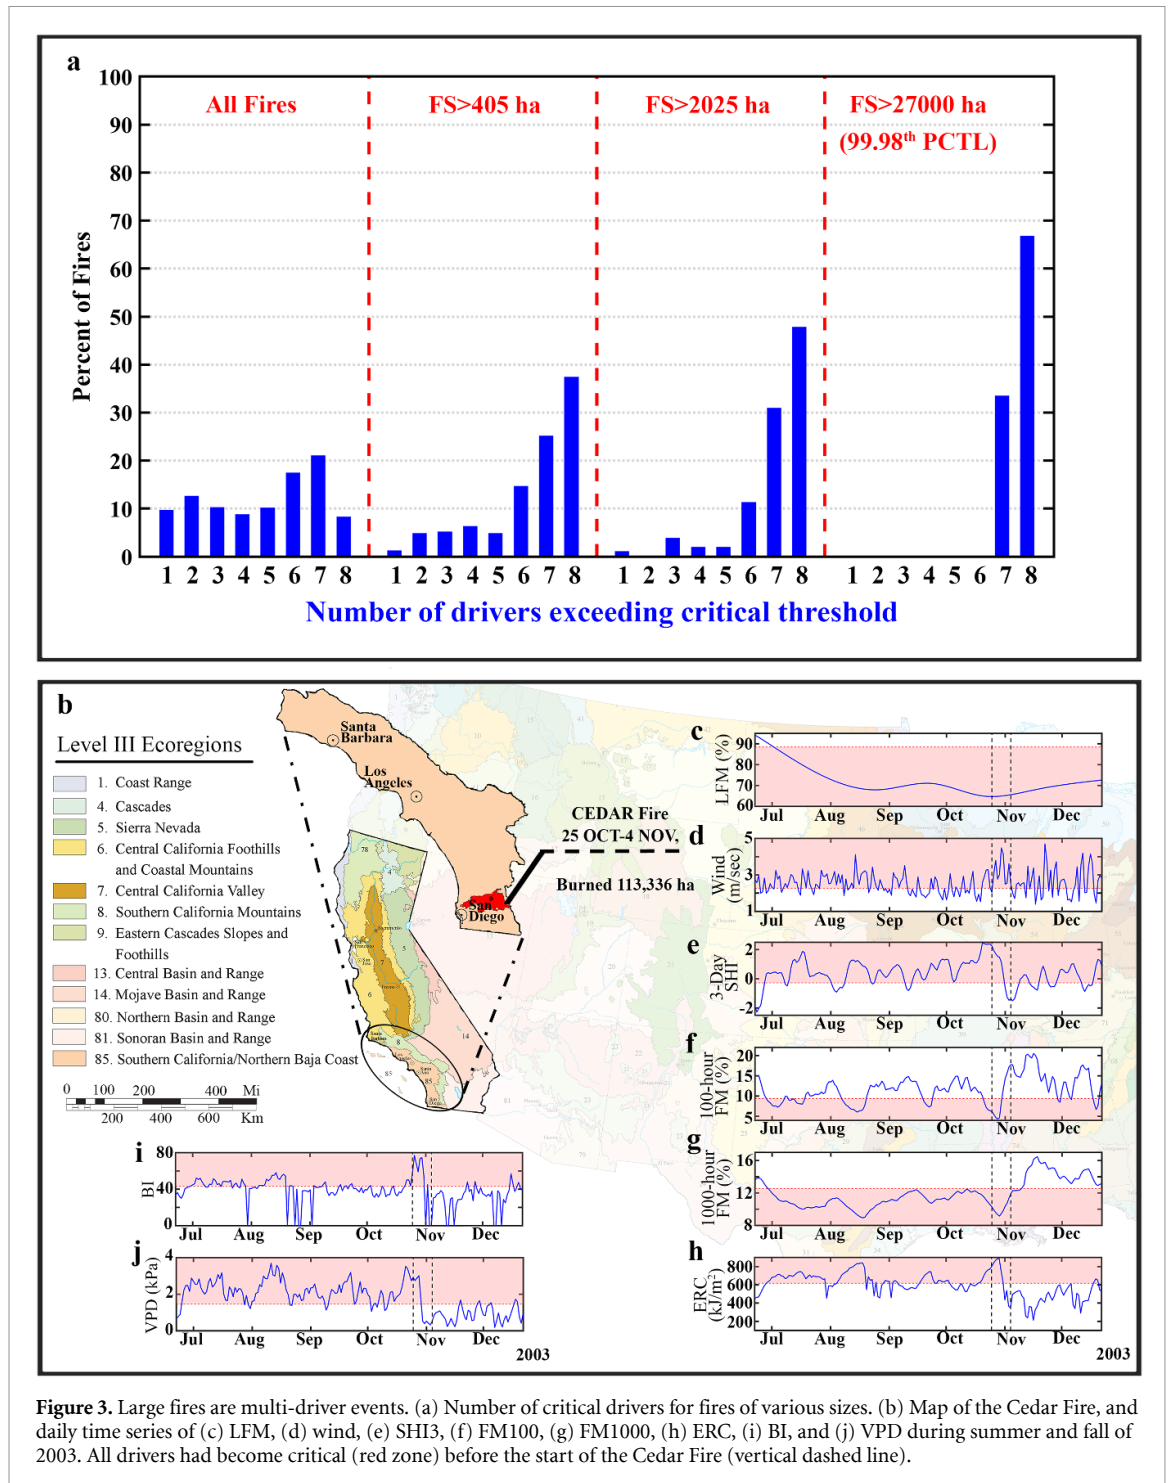 a
100
90
80
70
60
50
40
30
20
10
0
Percent of Fires
All Fires
FS>405 ha
FS>2025 ha
FS>27000 ha
(99.98th PCTL)
1 2 3 4 5 6 7 8 1 2 3 4 5 6 7 8 1 2 3 4 5 6 7 8 1 2 3 4 5 6 7 8
Number of drivers exceeding critical threshold
b
Level III Ecoregions
1. Coast Range
4. Cascades
5. Sierra Nevada
6. Central California Foothills
and Coastal Mountains
7. Central California Valley
8. Southern California Mountains
9. Eastern Cascades Slopes and
Foothills
13. Central Basin and Range
14. Mojave Basin and Range
80. Northern Basin and Range
81. Sonoran Basin and Range
85. Southern California/Northern Baja Coast
0 100 200 400 Mi
200 400 600 Km
Santa
Barbara
Los
Angeles
San
Diego
CEDAR Fire
25 OCT-4 NOV,
Burned 113,336 ha
78
4
5
7
6
14
8
85
85
c
LFM (%)
90
80
70
60
Jul Aug Sep Oct Nov Dec
d
Wind
(m/sec)
5
3
1
Jul Aug Sep Oct Nov Dec
e
3-Day
SHI
2
0
-2
Jul Aug Sep Oct Nov Dec
f
100-hour
FM (%)
20
15
10
5
Jul Aug Sep Oct Nov Dec
g
1000-hour
FM (%)
16
12
8
Jul Aug Sep Oct Nov Dec
h
ERC
(kJ/m2)
800
600
400
200
Jul Aug Sep Oct Nov Dec
2003
i
BI
80
40
0
Jul Aug Sep Oct Nov Dec
j
VPD (kPa)
4
2
0
Jul Aug Sep Oct Nov Dec
2003
Figure 3. Large fires are multi-driver events. (a) Number of critical drivers for fires of various sizes. (b) Map of the Cedar Fire, and
daily time series of (c) LFM, (d) wind, (e) SHI3, (f) FM100, (g) FM1000, (h) ERC, (i) BI, and (j) VPD during summer and fall of
2003. All drivers had become critical (red zone) before the start of the Cedar Fire (vertical dashed line).